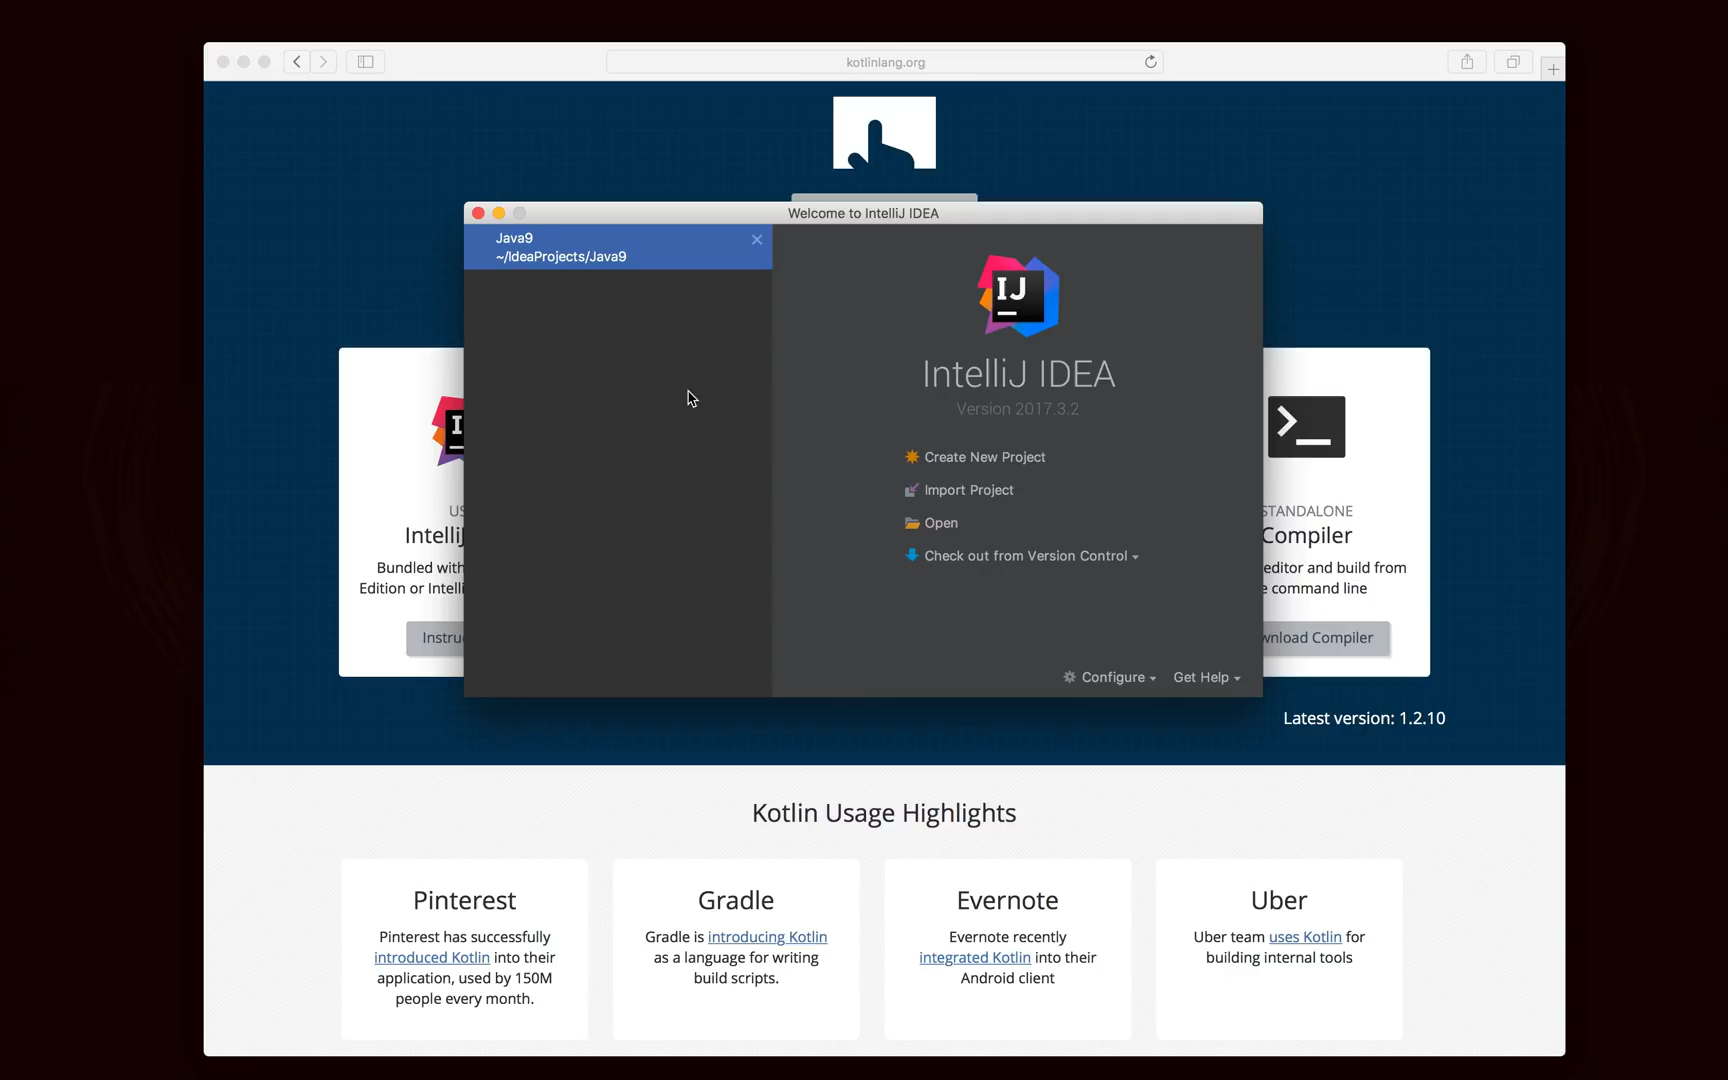 kotlinlang.org
Welcome to IntelliJ IDEA
Java9
~/IdeaProjects/Java9
IJ
IntelliJ IDEA
Version 2017.3.2
Create New Project
Import Project
Open
Check out from Version Control
Configure
Get Help
IntelliJ
Bundled with
Edition or
STANDALONE
Compiler
editor and build from
command line
Compiler
Latest version: 1.2.10
Kotlin Usage Highlights
Pinterest
Pinterest has successfully
introduced Kotlin into their
application, used by 150M
people every month.
Gradle
Gradle is introducing Kotlin
as a language for writing
build scripts.
Evernote
Evernote recently
integrated Kotlin into their
Android client
Uber
Uber team uses Kotlin for
building internal tools